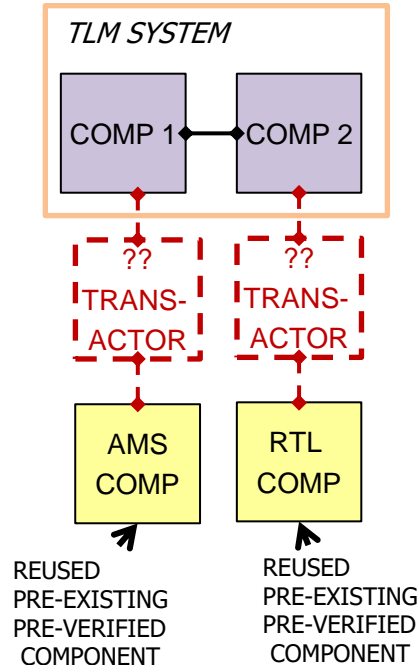 TLM SYSTEM
COMP 1
COMP 2
??
TRANS-
ACTOR
??
TRANS-
ACTOR
AMS
COMP
RTL
COMP
REUSED
PRE-EXISTING
PRE-VERIFIED
COMPONENT
REUSED
PRE-EXISTING
PRE-VERIFIED
COMPONENT